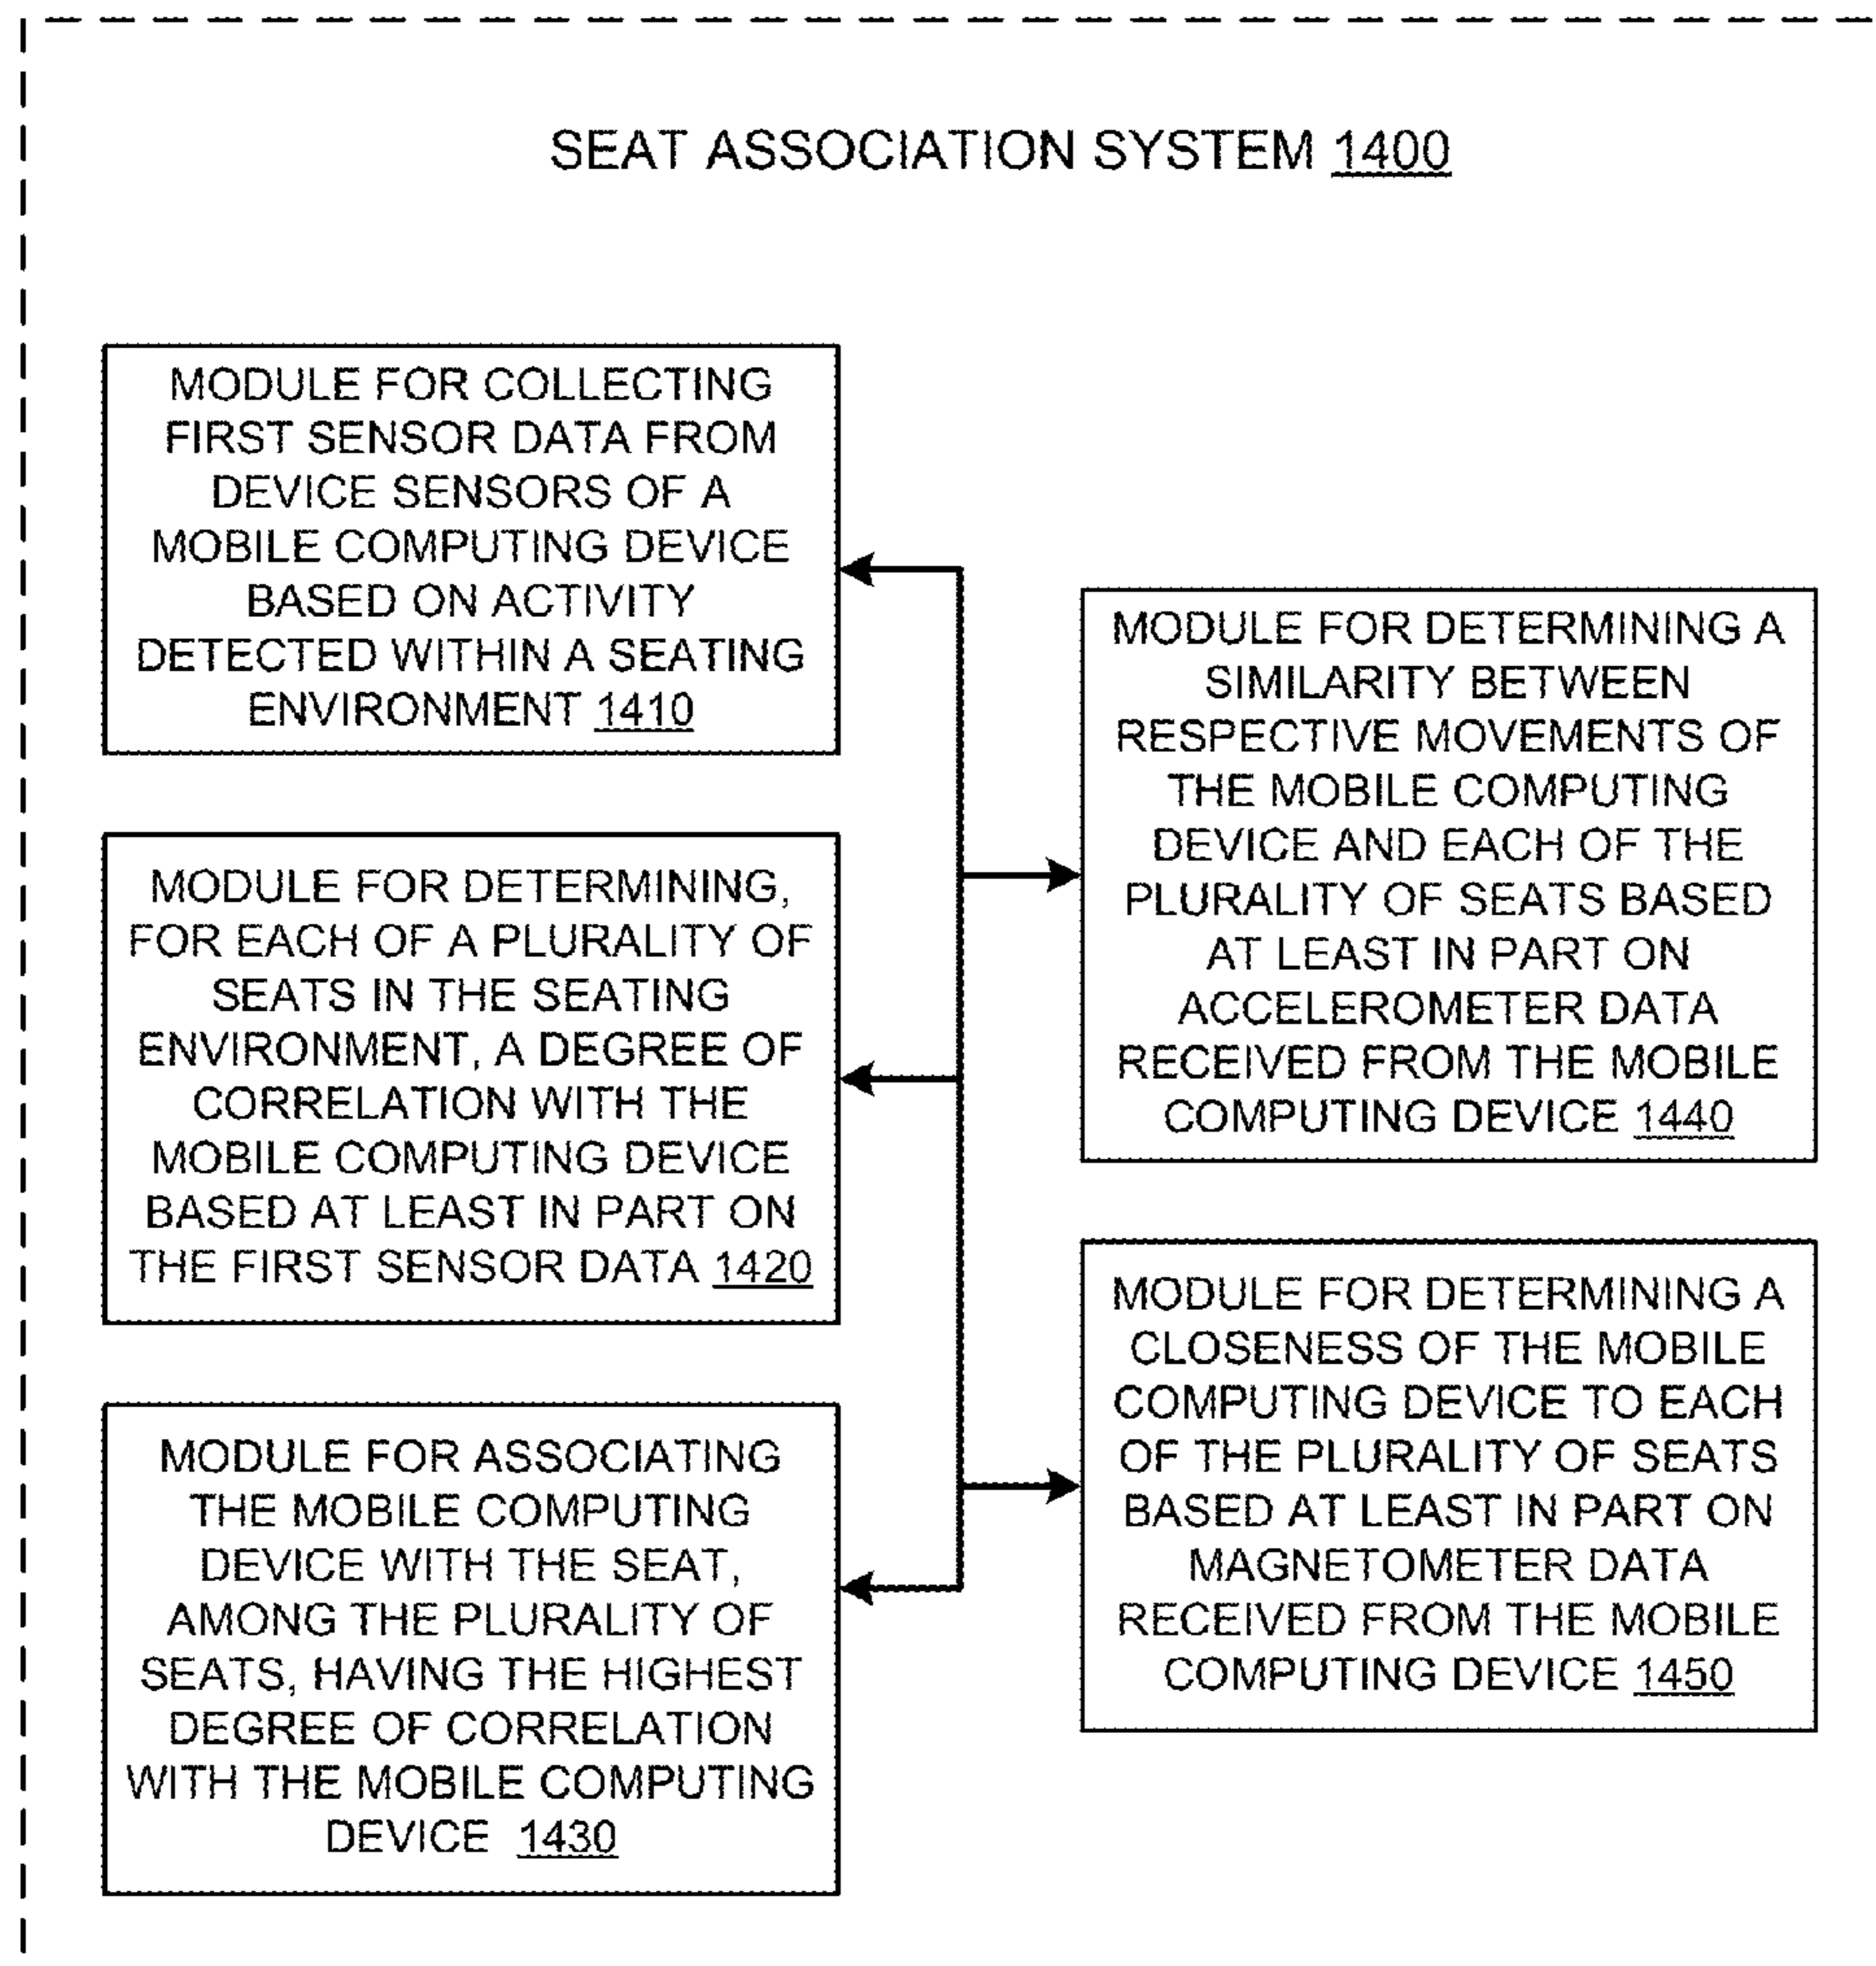 SEAT ASSOCIATION SYSTEM 1400
MODULE FOR COLLECTING
FIRST SENSOR DATA FROM
DEVICE SENSORS OF A
MOBILE COMPUTING DEVICE
BASED ON ACTIVITY
DETECTED WITHIN A SEATING
ENVIRONMENT 1410
MODULE FOR DETERMINING,
FOR EACH OF A PLURALITY OF
SEATS IN THE SEATING
ENVIRONMENT, A DEGREE OF
CORRELATION WITH THE
MOBILE COMPUTING DEVICE
BASED AT LEAST IN PART ON
THE FIRST SENSOR DATA 1420
MODULE FOR ASSOCIATING
THE MOBILE COMPUTING
DEVICE WITH THE SEAT,
AMONG THE PLURALITY OF
SEATS, HAVING THE HIGHEST
DEGREE OF CORRELATION
WITH THE MOBILE COMPUTING
DEVICE 1430
MODULE FOR DETERMINING A
SIMILARITY BETWEEN
RESPECTIVE MOVEMENTS OF
THE MOBILE COMPUTING
DEVICE AND EACH OF THE
PLURALITY OF SEATS BASED
AT LEAST IN PART ON
ACCELEROMETER DATA
RECEIVED FROM THE MOBILE
COMPUTING DEVICE 1440
MODULE FOR DETERMINING A
CLOSENESS OF THE MOBILE
COMPUTING DEVICE TO EACH
OF THE PLURALITY OF SEATS
BASED AT LEAST IN PART ON
MAGNETOMETER DATA
RECEIVED FROM THE MOBILE
COMPUTING DEVICE 1450